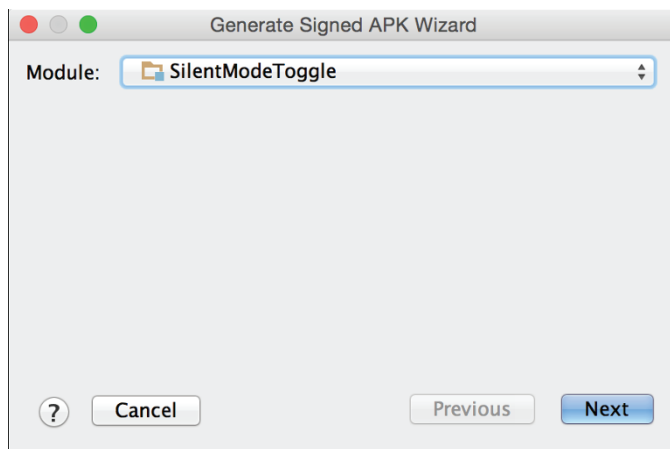 Generate Signed APK Wizard
Module: SilentModeToggle
? Cancel Previous Next